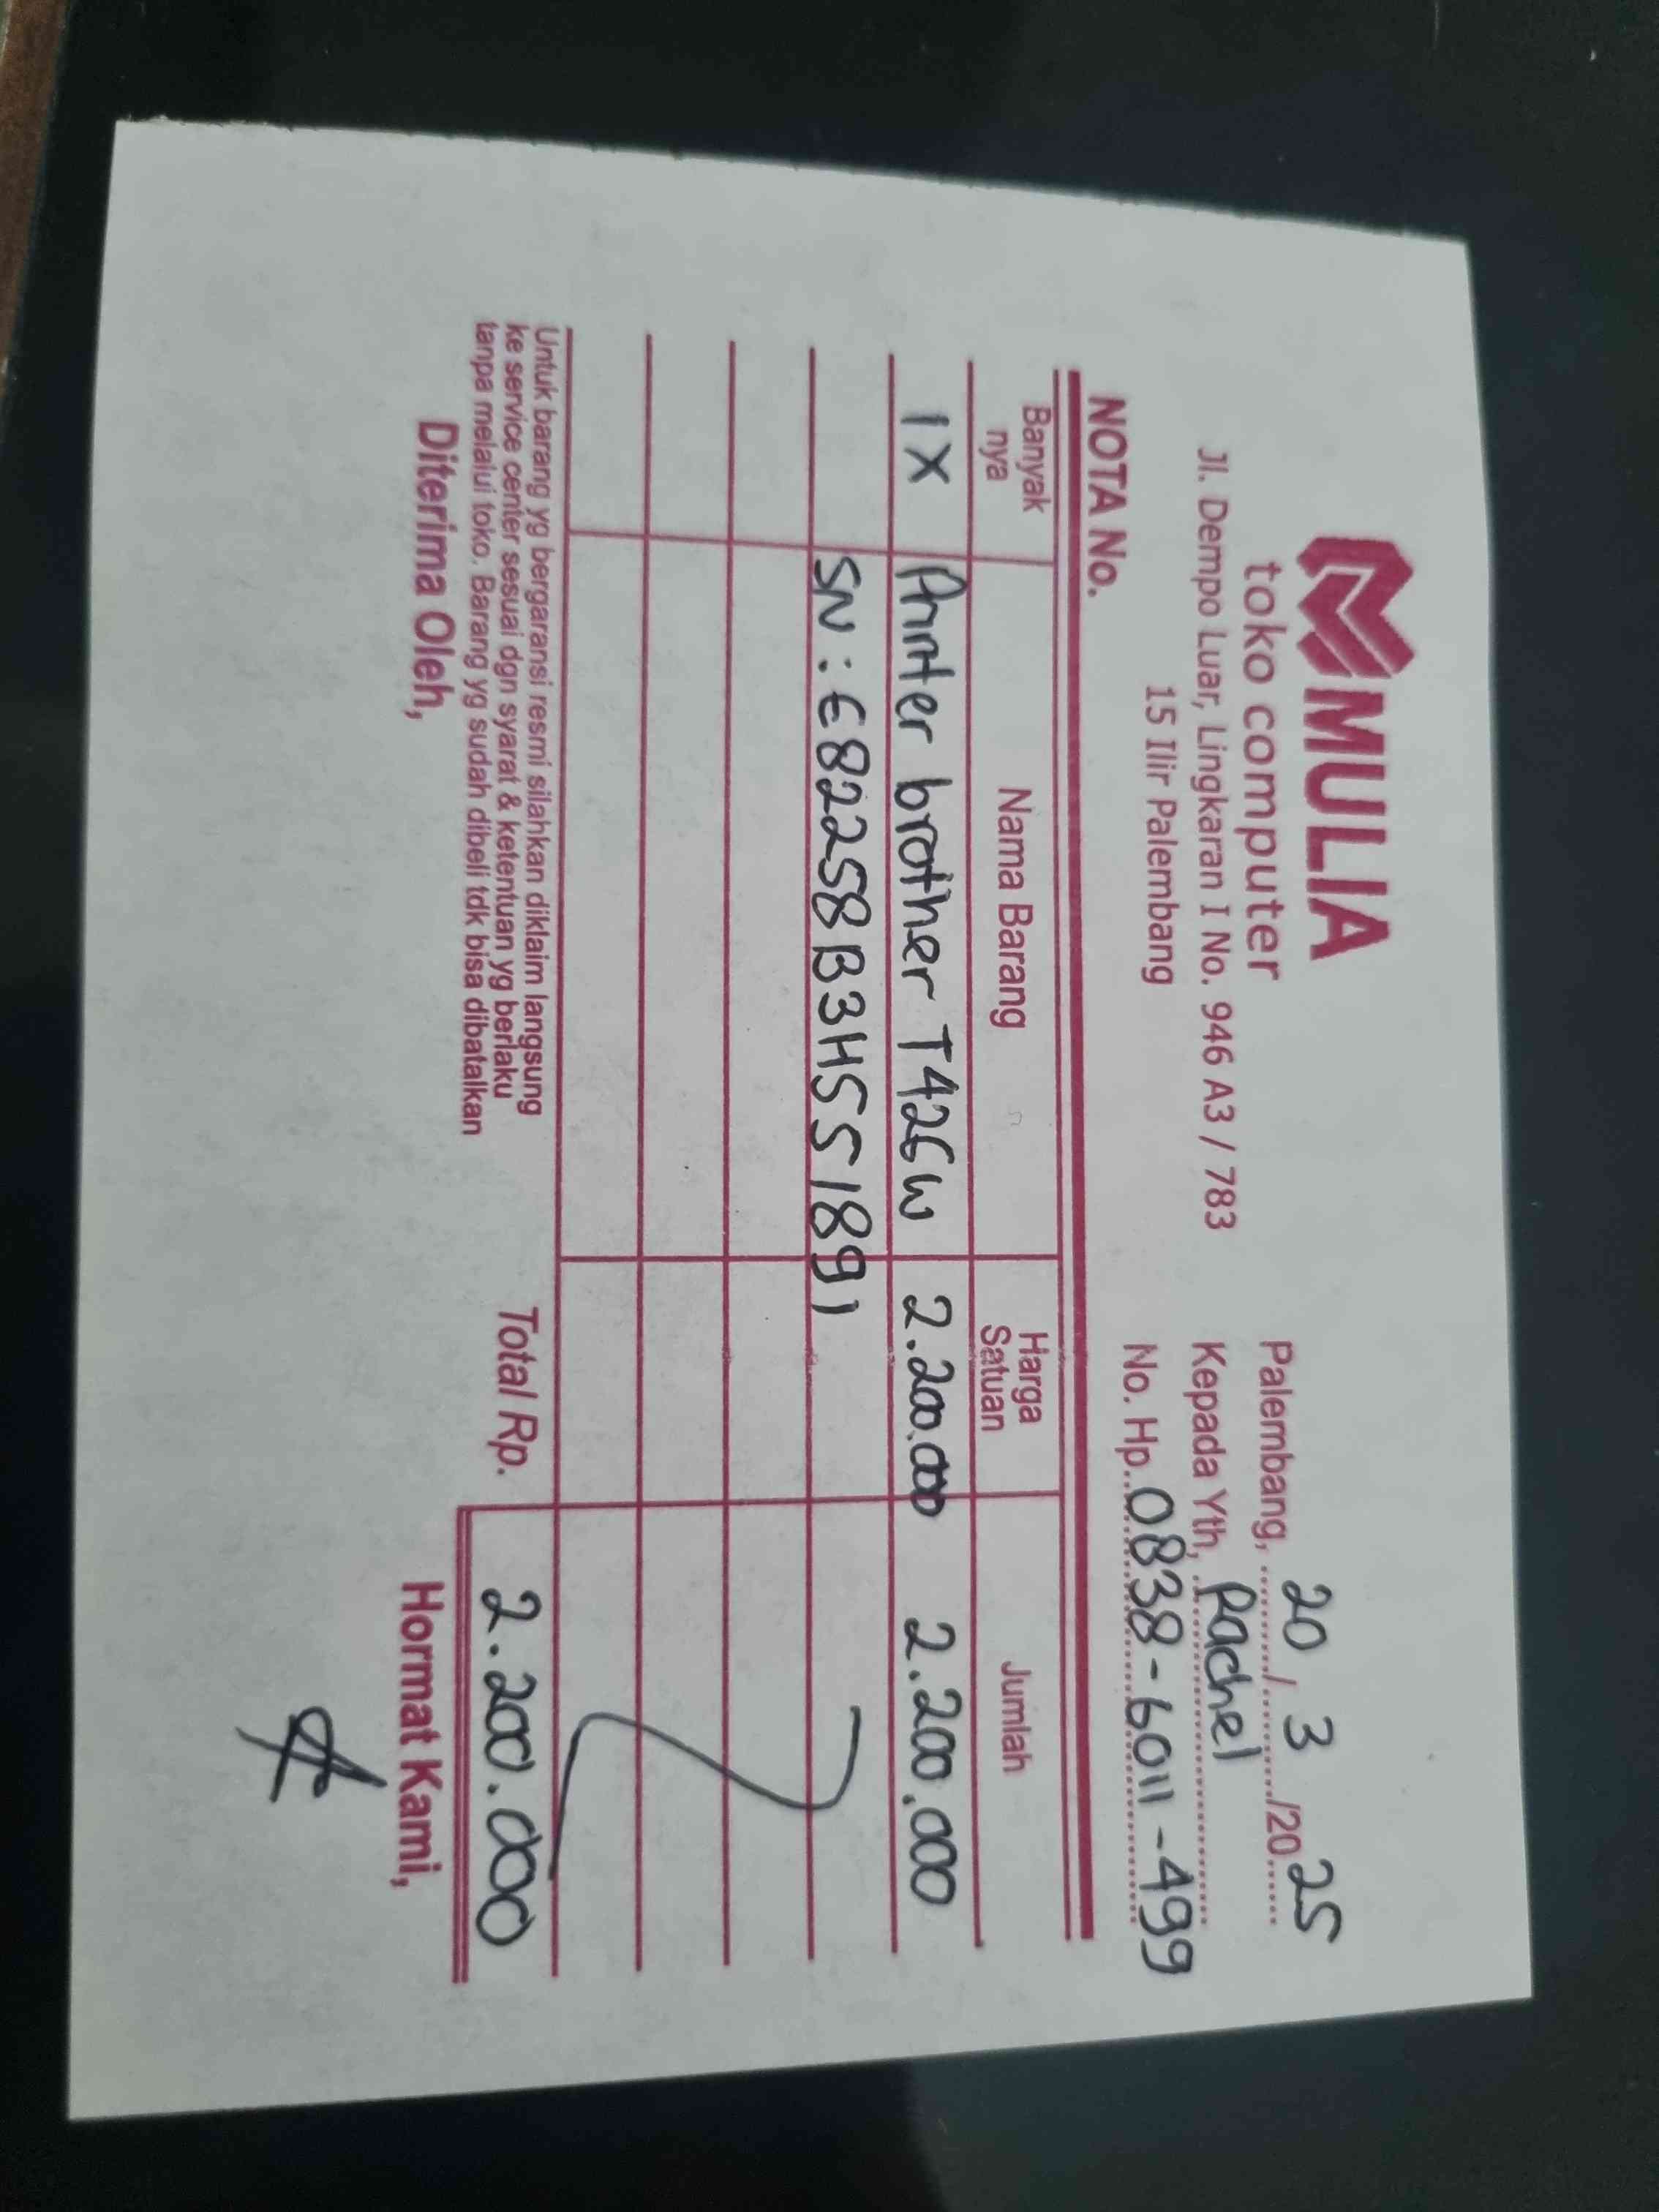 MULIA
toko computer
Jl. Dempo Luar, Lingkaran I No. 946 A3 / 783
15 Ilir Palembang
Palembang, 20 / 3 /2025
Kepada Yth, Rachel
No. Hp. 0838-6011-499
NOTA No.
Banyak nya Nama Barang Harga Satuan Jumlah
1X Printer brother T426W 2.200.000 2.200.000
SN : E82258B3H551891
Untuk barang yg bergaransi resmi silahkan diklaim langsung
ke service center sesuai dgn syarat & ketentuan yg berlaku
tanpa melalui toko. Barang yg sudah dibeli tdk bisa dibatalkan
Total Rp. 2.200.000
Diterima Oleh, Hormat Kami,